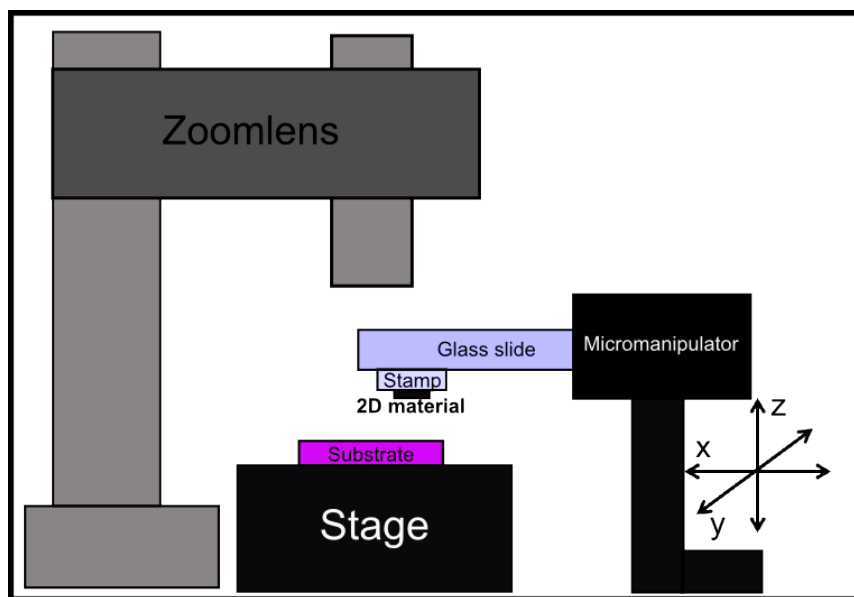 Zoomlens
Glass slide
Micromanipulator
Stamp
2D material
z
x
Substrate
y
Stage